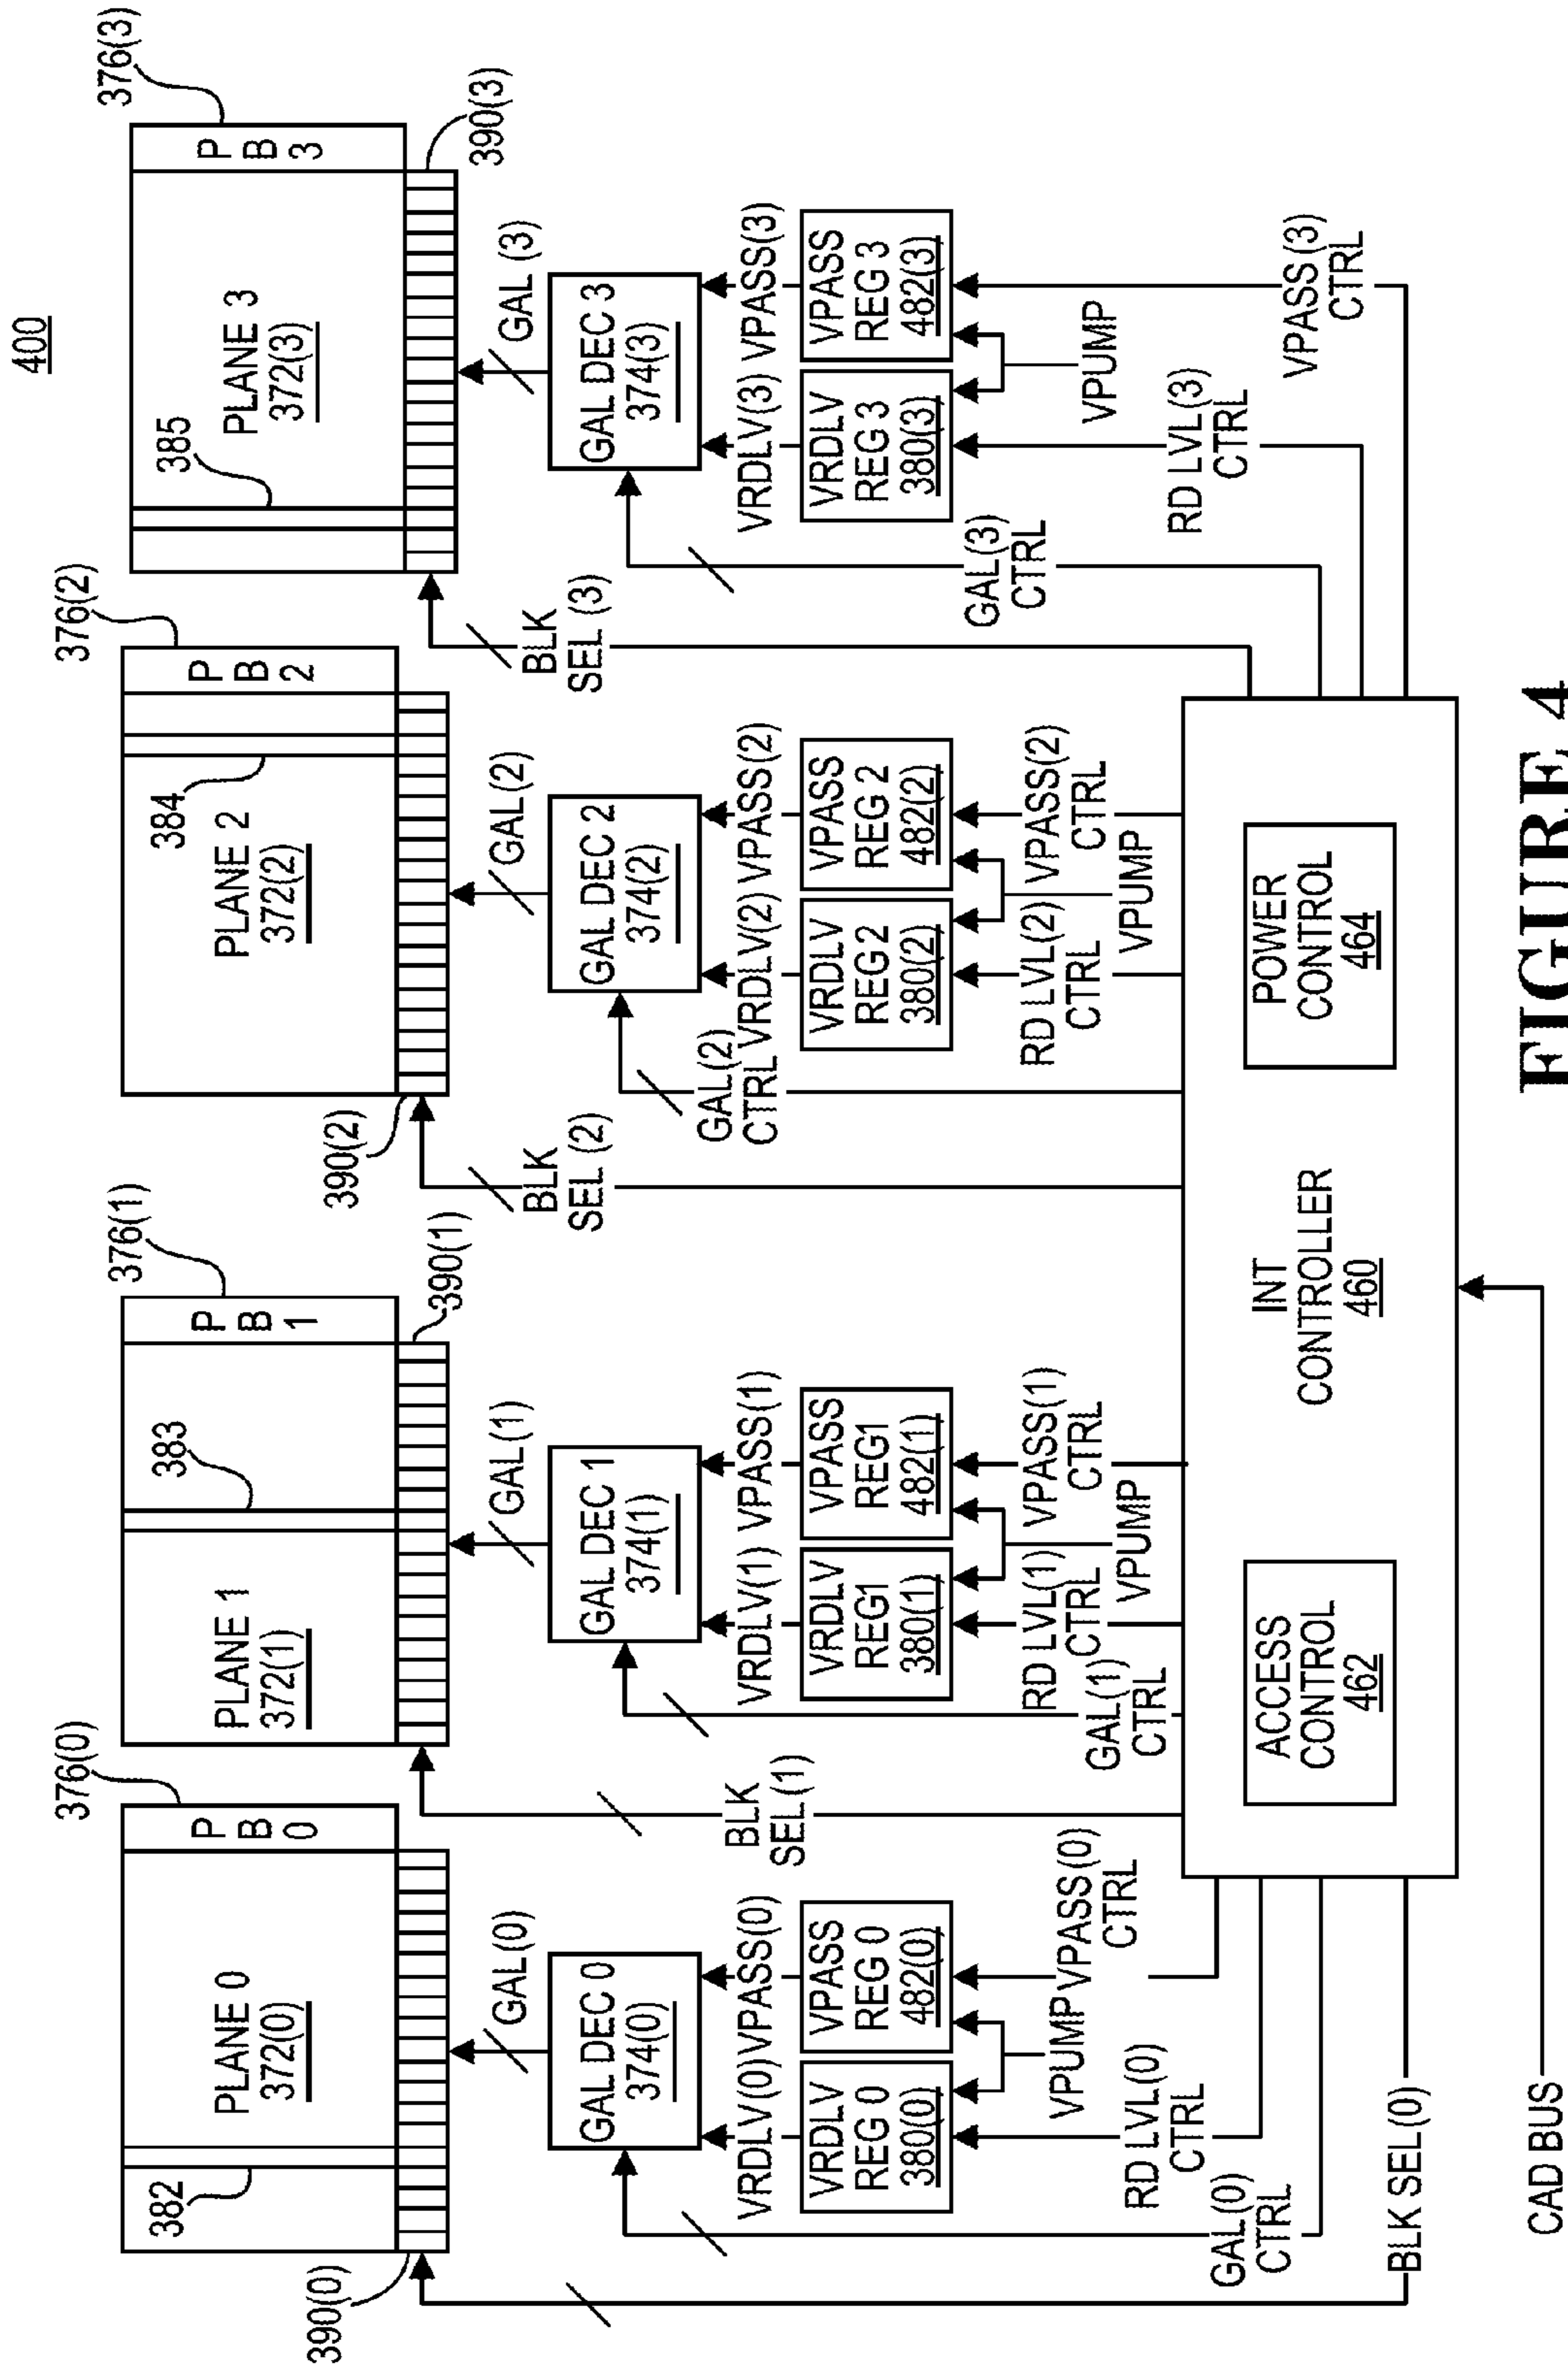 400
376(0)
376(1)
376(2)
376(3)
PLANE 0
372(0)
P
B
0
382
390(0)
PLANE 1
372(1)
P
B
1
383
390(1)
PLANE 2
372(2)
P
B
2
384
390(2)
PLANE 3
372(3)
P
B
3
385
390(3)
GAL(0)
GAL(1)
GAL(2)
GAL (3)
BLK
SEL(1)
BLK
SEL (2)
BLK
SEL (3)
GAL DEC 0
374(0)
GAL DEC 1
374(1)
GAL DEC 2
374(2)
GAL DEC 3
374(3)
VRDLV(0)
VPASS(0)
VRDLV(1)
VPASS(1)
GAL(2)
CTRL
VRDLV(2)
VPASS(2)
VRDLV(3)
VPASS(3)
VRDLV
REG 0
380(0)
VPASS
REG 0
482(0)
VRDLV
REG1
380(1)
VPASS
REG1
482(1)
VRDLV
REG 2
380(2)
VPASS
REG 2
482(2)
VRDLV
REG 3
380(3)
VPASS
REG 3
482(3)
GAL(0)
CTRL
RD LVL(0)
CTRL
VPUMP
VPASS(0)
CTRL
GAL(1)
CTRL
RD LVL(1)
CTRL
VPUMP
VPASS(1)
CTRL
RD LVL(2)
CTRL
VPUMP
VPASS(2)
CTRL
GAL(3)
CTRL
RD LVL(3)
CTRL
VPUMP
VPASS(3)
CTRL
BLK SEL(0)
ACCESS
CONTROL
462
INT
CONTROLLER
460
POWER
CONTROL
464
CAD BUS
FIGURE 4